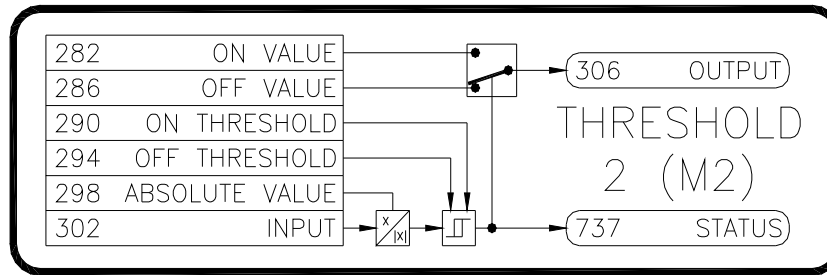 282 ON VALUE
286 OFF VALUE
290 ON THRESHOLD
294 OFF THRESHOLD
298 ABSOLUTE VALUE
302 INPUT
x
|x|
306 OUTPUT
THRESHOLD
2 (M2)
737 STATUS